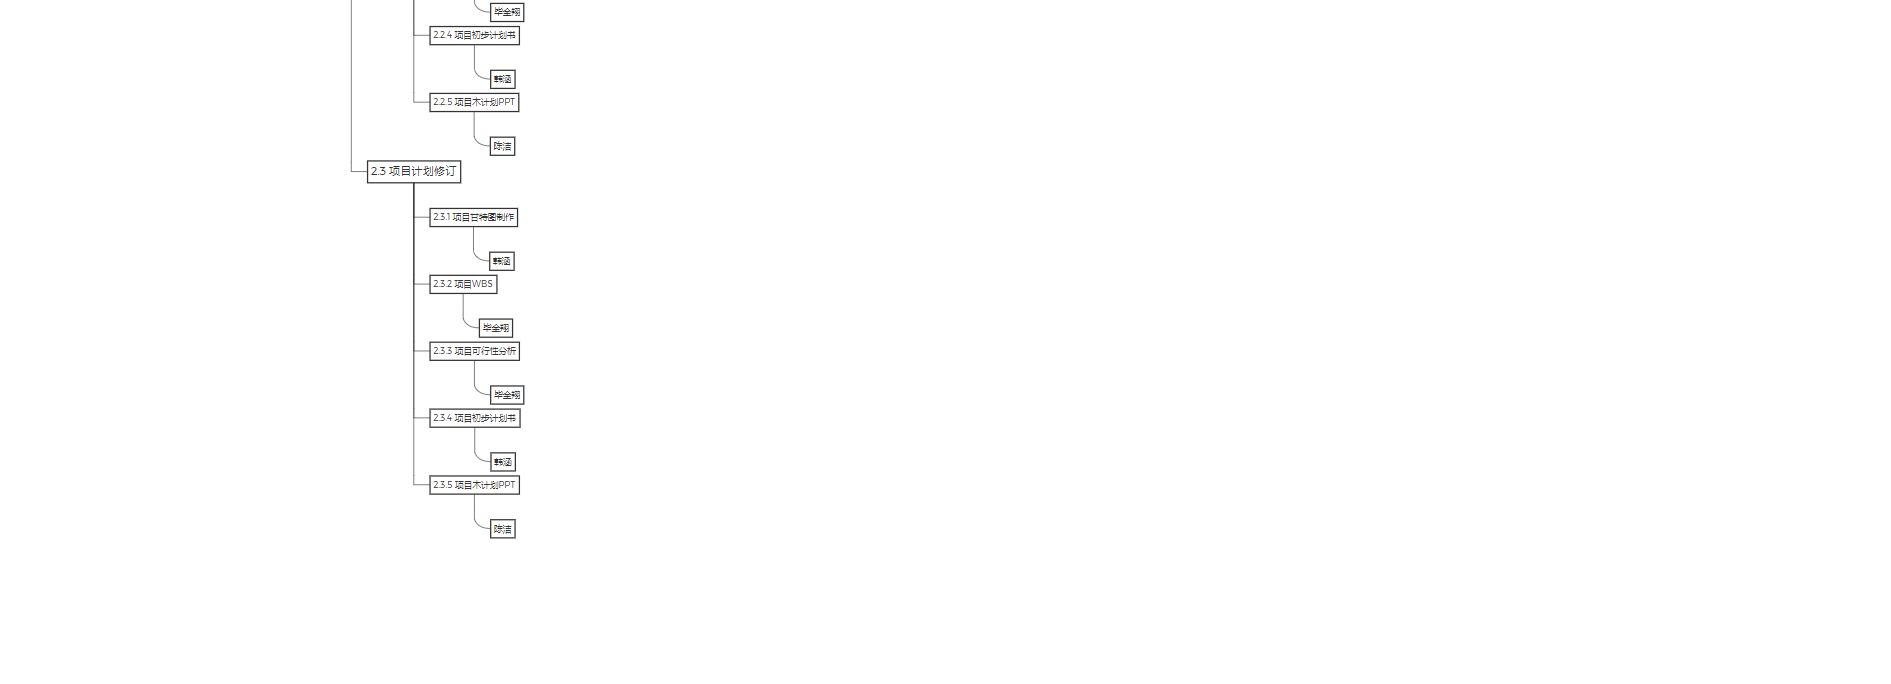 毕全翔
2.2.4 项目初步计划书
韩涵
2.2.5 项目木计划PPT
陈洁
2.3 项目计划修订
2.3.1 项目甘特图制作
韩涵
2.3.2 项目WBS
毕全翔
2.3.3 项目可行性分析
毕全翔
2.3.4 项目初步计划书
韩涵
2.3.5 项目木计划PPT
陈洁